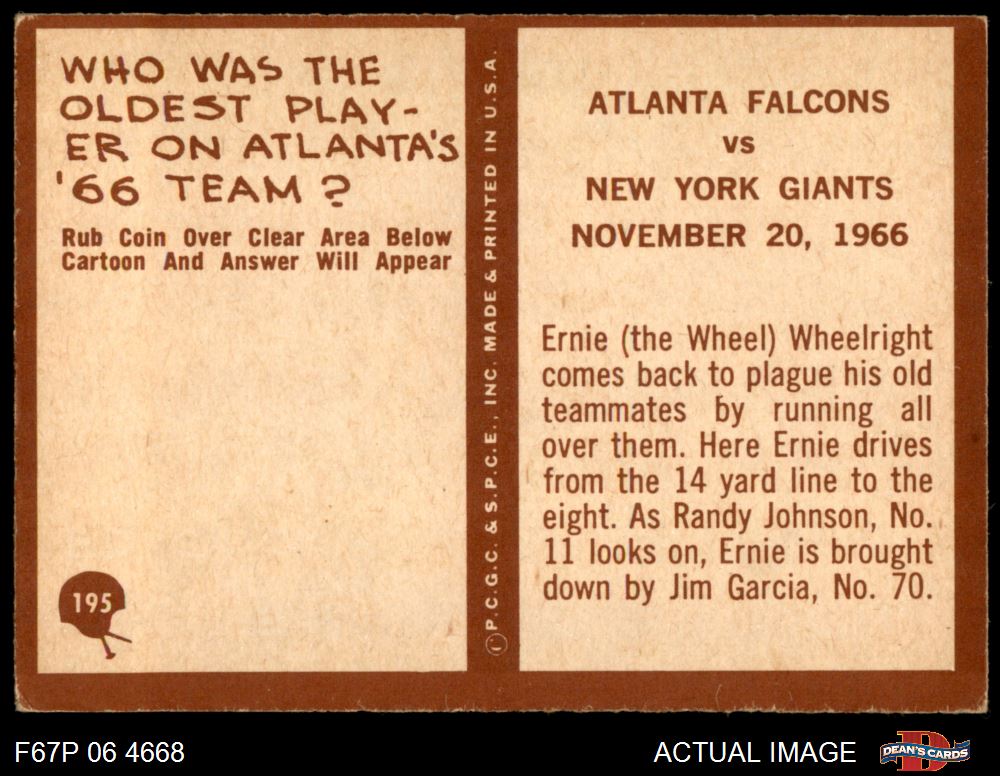 WHO WAS THE
OLDEST PLAY-
ER ON ATLANTA'S
'66 TEAM?
Rub Coin Over Clear Area Below
Cartoon And Answer Will Appear
195
©P.C.G.C. & S.P.C.E., INC. MADE & PRINTED IN U.S.A.
ATLANTA FALCONS
VS
NEW YORK GIANTS
NOVEMBER 20, 1966
Ernie (the Wheel) Wheelright
comes back to plague his old
teammates by running all
over them. Here Ernie drives
from the 14 yard line to the
eight. As Randy Johnson, No.
11 looks on, Ernie is brought
down by Jim Garcia, No. 70.
F67P 06 4668
ACTUAL IMAGE
D
DEAN'S CARDS